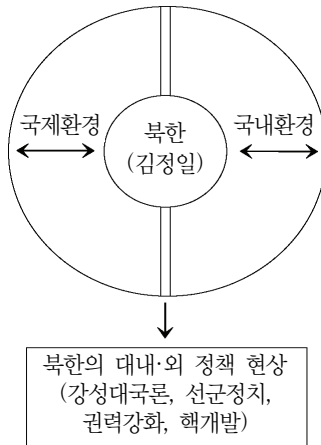 국제환경
북한
(김정일)
국내환경
북한의 대내·외 정책 현상
(강성대국론, 선군정치,
권력강화, 핵개발)